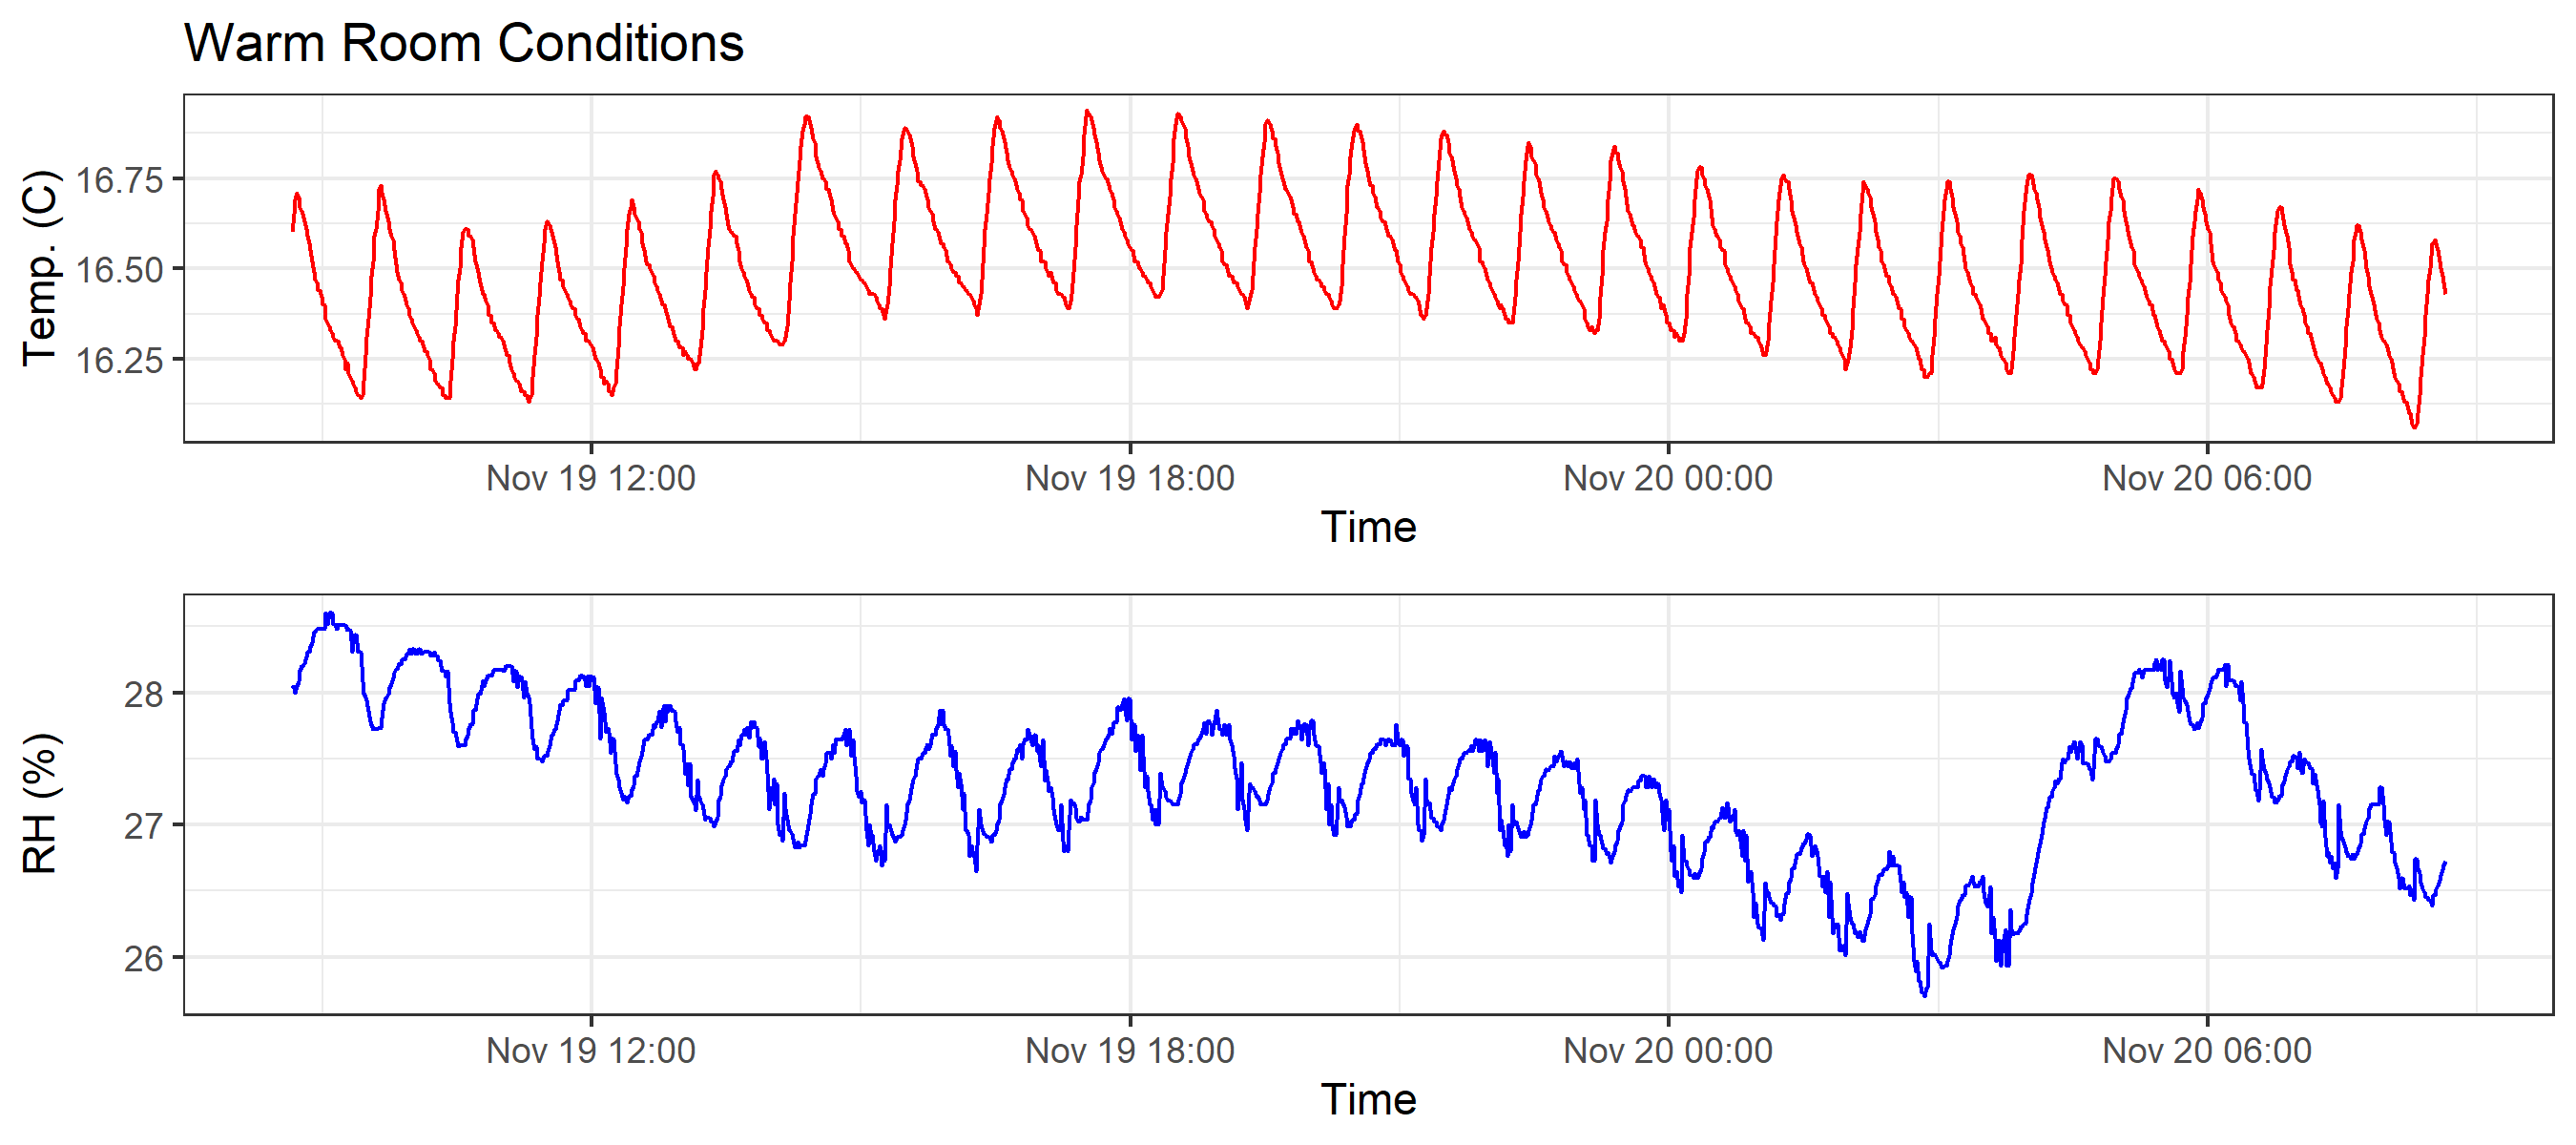 Warm Room Conditions
Temp. (C)
16.75
16.50
16.25
Nov 19 12:00 Nov 19 18:00 Nov 20 00:00 Nov 20 06:00
Time
RH (%)
28
27
26
Nov 19 12:00 Nov 19 18:00 Nov 20 00:00 Nov 20 06:00
Time